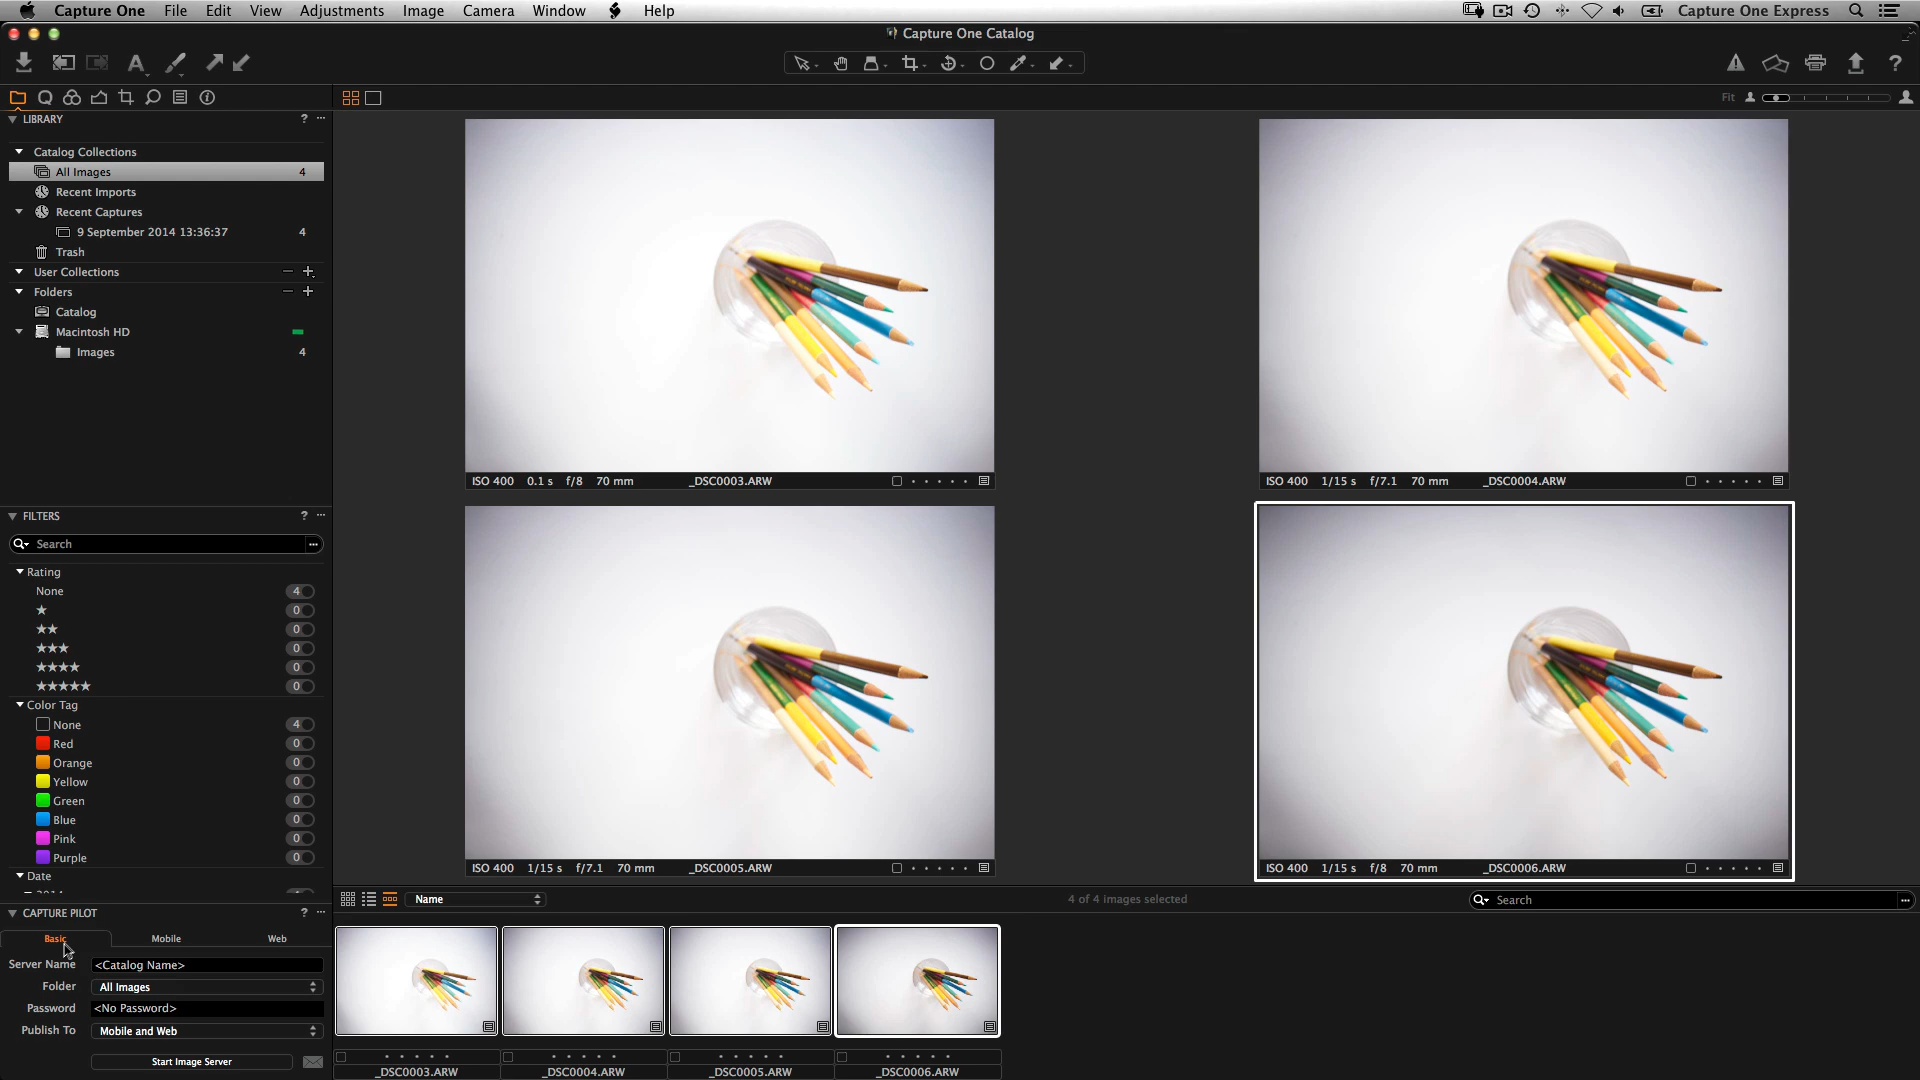 Capture One File Edit View Adjustments Image Camera Window Help Capture One Express
Capture One Catalog
A ?
Fit
LIBRARY ? ...
Catalog Collections
All Images 4
Recent Imports
Recent Captures
9 September 2014 13:36:37 4
Trash
User Collections − +
Folders − +
Catalog
Macintosh HD
Images 4
ISO 400 0.1 s f/8 70 mm _DSC0003.ARW
ISO 400 1/15 s f/7.1 70 mm _DSC0004.ARW
FILTERS ? ...
Search ...
Rating
None 4
★ 0
★★ 0
★★★ 0
★★★★ 0
★★★★★ 0
Color Tag
None 4
Red 0
Orange 0
Yellow 0
Green 0
Blue 0
Pink 0
Purple 0
Date
ISO 400 1/15 s f/7.1 70 mm _DSC0005.ARW
ISO 400 1/15 s f/8 70 mm _DSC0006.ARW
Name 4 of 4 images selected Search ...
CAPTURE PILOT ? ...
Basic Mobile Web
Server Name <Catalog Name>
Folder All Images
Password <No Password>
Publish To Mobile and Web
Start Image Server
_DSC0003.ARW _DSC0004.ARW _DSC0005.ARW _DSC0006.ARW